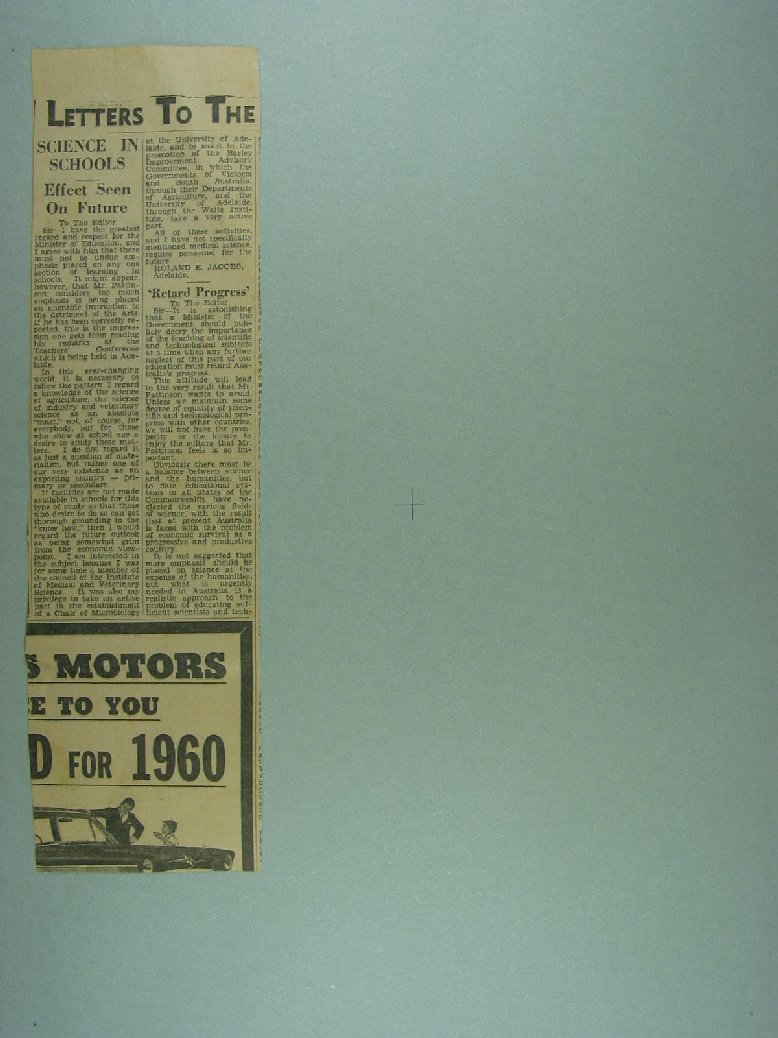 LETTERS TO THE
SCIENCE IN
SCHOOLS
Effect Seen
On Future
To The Editor
Sir—I have the greatest
regard and respect for the
Minister of Education, and
I agree with him that there
must not be undue em-
phasis placed on any one
section of learning in
schools. It might appear,
however, that Mr. Pattin-
son considers too much
emphasis is being placed
on scientific instruction to
the detriment of the Arts.
If he has been correctly re-
ported, this is the impres-
sion one gets from reading
his remarks at the
Teachers' Conference
which is being held in Ade-
laide.
In this ever-changing
world, it is necessary to
follow the pattern I regard
a knowledge of the science
of agriculture, the science
of industry and veterinary
science as an absolute
"must," not, of course, for
everybody, but for those
who show at school age a
desire to study these mat-
ters. I do not regard it
as just a question of mate-
rialism, but rather one of
our very existence as an
exporting country — pri-
mary or secondary.
If facilities are not made
available in schools for this
type of study so that those
who desire to do so can get
thorough grounding in the
"know how," then I would
regard the future outlook
as being somewhat grim
from the economic view-
point. I am interested in
the subject because I was
for some time a member of
the council of the Institute
of Medical and Veterinary
Science. It was also my
privilege to take an active
part in the establishment
of a Chair of Microbiology
at the University of Ade-
laide, and to assist in the
promotion of the Barley
Improvement Advisory
Committee, in which the
Governments of Victoria
and South Australia,
through their Departments
of Agriculture, and the
University of Adelaide,
through the Waite Insti-
tute, take a very active
part.
All of these activities,
and I have not specifically
mentioned medical science,
require personnel for the
future.
ROLAND E. JACOBS,
Adelaide.
'Retard Progress'
To The Editor
Sir—It is astonishing
that a Minister of the
Government should pub-
licly decry the importance
of the teaching of scientific
and technological subjects
at a time when any further
neglect of this part of our
education must retard Aus-
tralia's progress.
This attitude will lead
to the very result that Mr.
Pattinson wants to avoid.
Unless we maintain some
degree of equality of scien-
tific and technological pro-
gress with other countries,
we will not have the pros-
perity or the leisure to
enjoy the culture that Mr.
Pattinson feels is so im-
portant.
Obviously there must be
a balance between science
and the humanities, but
to date educational sys-
tems in all States of the
Commonwealth have ne-
glected the various fields
of science, with the result
that at present Australia
is faced with the problem
of economic survival as a
progressive and productive
country.
It is not suggested that
more emphasis should be
placed on science at the
expense of the humanities,
but what is urgently
needed in Australia is a
realistic approach to the
problem of educating suf-
ficient scientists and tech-
S MOTORS
E TO YOU
D FOR 1960